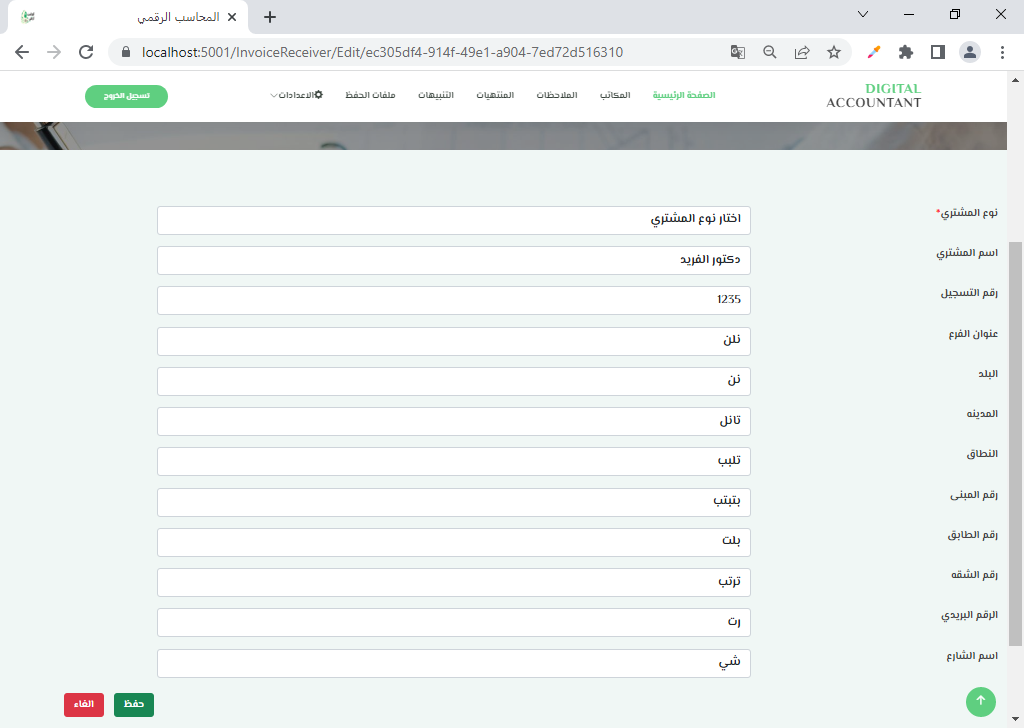 المحاسب الرقمي
localhost:5001/InvoiceReceiver/Edit/ec305df4-914f-49e1-a904-7ed72d516310
DIGITAL
ACCOUNTANT
الصفحة الرئيسية المكاتب الملاحظات المنتهيات التنبيهات ملفات الحفظ الاعدادات تسجيل الخروج
نوع المشتري* اختار نوع المشتري
اسم المشتري دكتور الفريد
رقم التسجيل 1235
عنوان الفرع نلن
البلد نن
المدينه تانل
النطاق تلبب
رقم المبنى بتبتب
رقم الطابق بلت
رقم الشقه ترتب
الرقم البريدي رت
اسم الشارع شي
حفظ الغاء